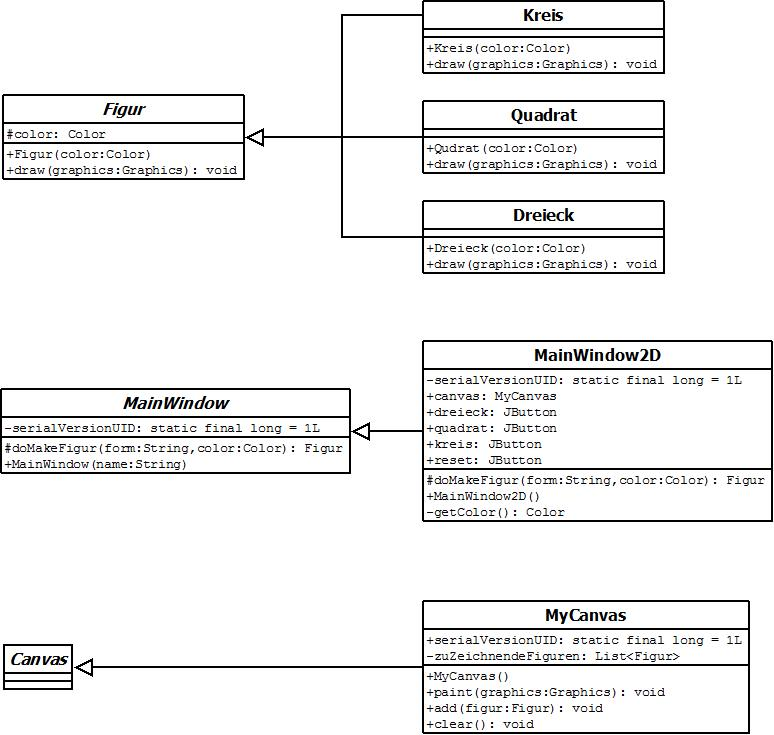 Kreis
+Kreis(color:Color)
+draw(graphics:Graphics): void
Figur
#color: Color
+Figur(color:Color)
+draw(graphics:Graphics): void
Quadrat
+Qudrat(color:Color)
+draw(graphics:Graphics): void
Dreieck
+Dreieck(color:Color)
+draw(graphics:Graphics): void
MainWindow
-serialVersionUID: static final long = 1L
#doMakeFigur(form:String,color:Color): Figur
+MainWindow(name:String)
MainWindow2D
-serialVersionUID: static final long = 1L
+canvas: MyCanvas
+dreieck: JButton
+quadrat: JButton
+kreis: JButton
+reset: JButton
#doMakeFigur(form:String,color:Color): Figur
+MainWindow2D()
-getColor(): Color
Canvas
MyCanvas
+serialVersionUID: static final long = 1L
-zuZeichnendeFiguren: List<Figur>
+MyCanvas()
+paint(graphics:Graphics): void
+add(figur:Figur): void
+clear(): void